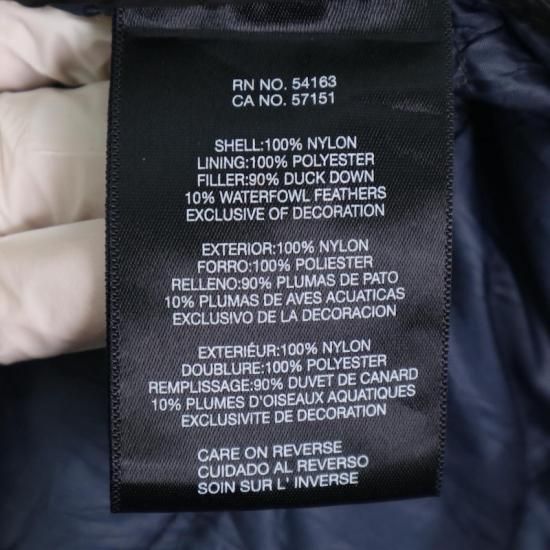 RN NO. 54163
CA NO. 57151
SHELL:100% NYLON
LINING:100% POLYESTER
FILLER:90% DUCK DOWN
10% WATERFOWL FEATHERS
EXCLUSIVE OF DECORATION
EXTERIOR:100% NYLON
FORRO:100% POLIESTER
RELLENO:90% PLUMAS DE PATO
10% PLUMAS DE AVES ACUATICAS
EXCLUSIVO DE LA DECORACION
EXTERIÉUR:100% NYLON
DOUBLURE:100% POLYESTER
REMPLISSAGE:90% DUVET DE CANARD
10% PLUMES D'OISEAUX AQUATIQUES
EXCLUSIVITE DE DECORATION
CARE ON REVERSE
CUIDADO AL REVERSO
SOIN SUR L' INVERSE